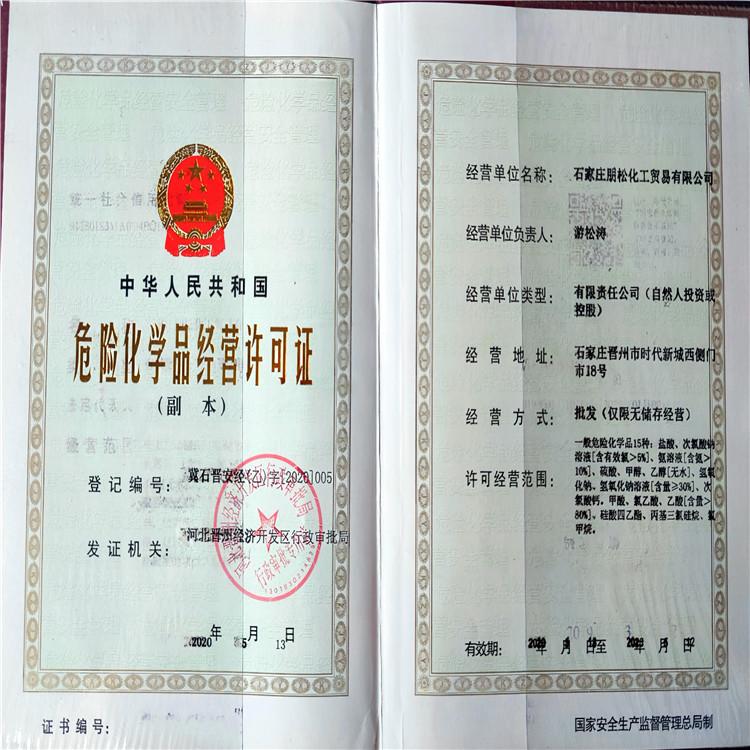 中华人民共和国
危险化学品经营许可证
(副 本)
登记编号: 冀石晋安经(乙)字[2020]005
发证机关: 河北晋州经济开发区行政审批局
行政审批专用章
2020 年 5 月 13 日
证书编号:
经营单位名称: 石家庄朋松化工贸易有限公司
经营单位负责人: 游松涛
经营单位类型: 有限责任公司(自然人投资或
控股)
经 营 地 址: 石家庄晋州市时代新城西侧门
市18号
经 营 方 式: 批发(仅限无储存经营)
许可经营范围:
一般危险化学品15种:盐酸、次氯酸钠
溶液[含有效氯>5%]、氨溶液[含氨>
10%]、硫酸、甲醇、乙醇[无水]、氢氧
化钠、氢氧化钠溶液[含量≥30%]、次
氯酸钙。甲酸、氯乙酸、乙酸[含量>
80%]、硅酸四乙酯、丙基三氯硅烷、氯
甲烷。
有效期: 年 月 日至 年 月 日
国家安全生产监督管理总局制